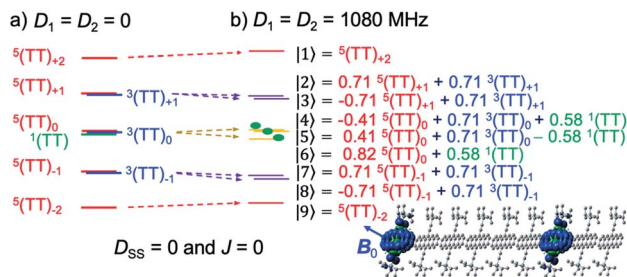 a) D₁ = D₂ = 0
b) D₁ = D₂ = 1080 MHz
⁵(TT)₊₂
|1⟩ = ⁵(TT)₊₂
⁵(TT)₊₁
³(TT)₊₁
|2⟩ = 0.71 ⁵(TT)₊₁ + 0.71 ³(TT)₊₁
|3⟩ = -0.71 ⁵(TT)₊₁ + 0.71 ³(TT)₊₁
⁵(TT)₀
¹(TT)
³(TT)₀
|4⟩ = -0.41 ⁵(TT)₀ + 0.71 ³(TT)₀ + 0.58 ¹(TT)
|5⟩ = 0.41 ⁵(TT)₀ + 0.71 ³(TT)₀ – 0.58 ¹(TT)
|6⟩ = 0.82 ⁵(TT)₀ + 0.58 ¹(TT)
⁵(TT)₋₁
³(TT)₋₁
|7⟩ = 0.71 ⁵(TT)₋₁ + 0.71 ³(TT)₋₁
|8⟩ = -0.71 ⁵(TT)₋₁ + 0.71 ³(TT)₋₁
⁵(TT)₋₂
|9⟩ = ⁵(TT)₋₂
D_SS = 0 and J = 0
B₀